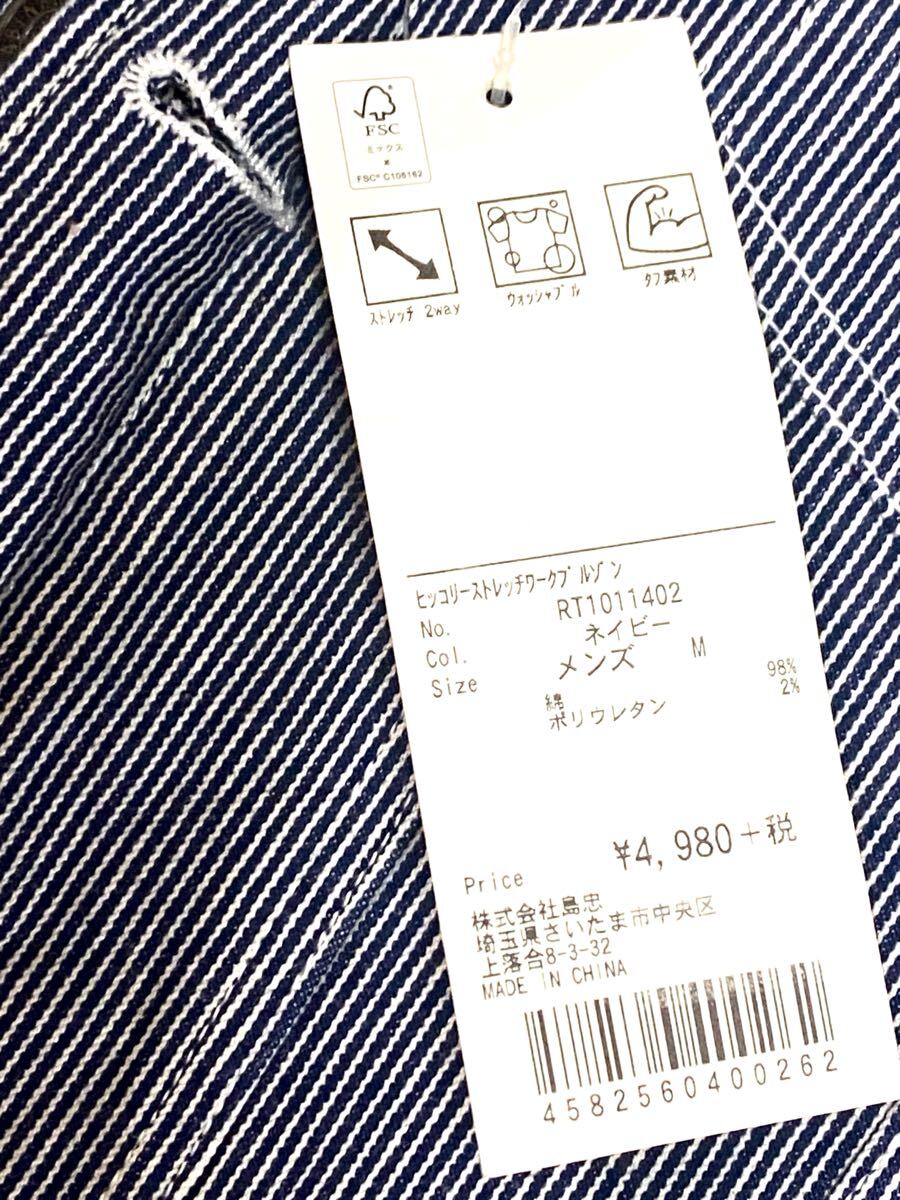 FSC®
ミックス
FSC® C106162
ストレッチ 2way
ウォッシャブル
タフ素材
ヒッコリーストレッチワークブルゾン
No. RT1011402
Col. ネイビー
Size メンズ M
綿 98%
ポリウレタン 2%
Price ¥4,980+税
株式会社島忠
埼玉県さいたま市中央区
上落合8-3-32
MADE IN CHINA
4582560400262